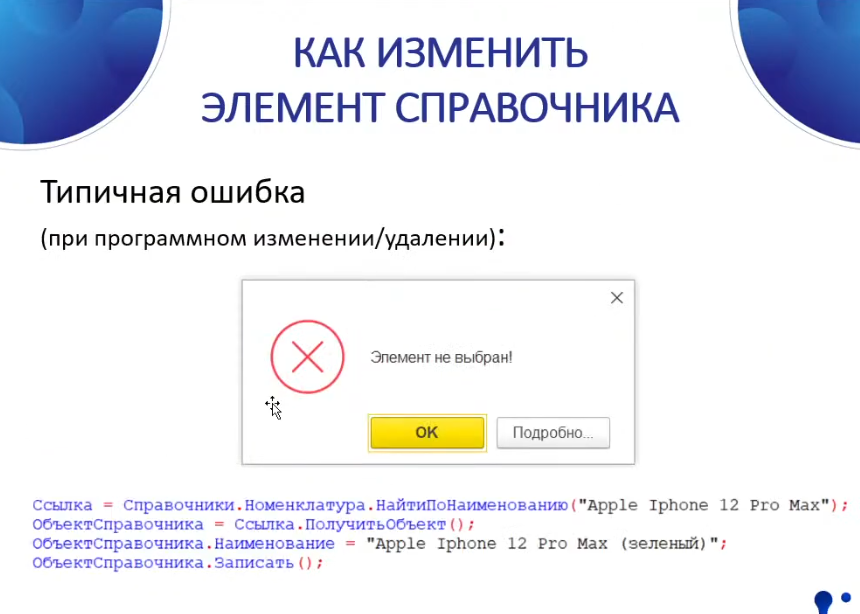 КАК ИЗМЕНИТЬ
ЭЛЕМЕНТ СПРАВОЧНИКА
Типичная ошибка
(при программном изменении/удалении):
Элемент не выбран!
ОК
Подробно...
Ссылка = Справочники.Номенклатура.НайтиПоНаименованию("Apple Iphone 12 Pro Max");
ОбъектСправочника = Ссылка.ПолучитьОбъект();
ОбъектСправочника.Наименование = "Apple Iphone 12 Pro Max (зеленый)";
ОбъектСправочника.Записать();